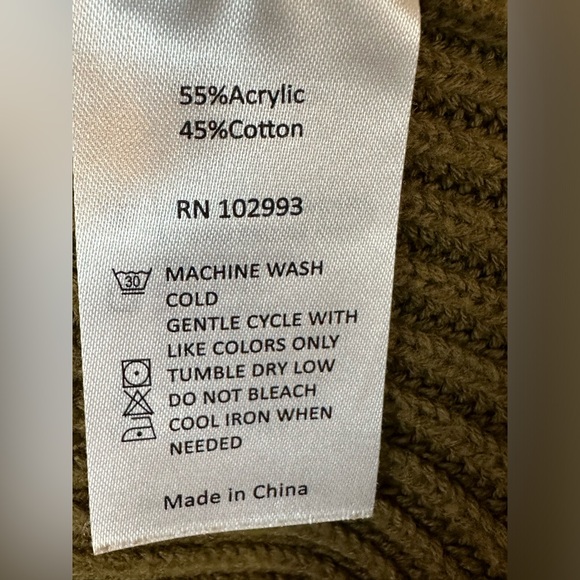 55%Acrylic
45%Cotton
RN 102993
30
MACHINE WASH
COLD
GENTLE CYCLE WITH
LIKE COLORS ONLY
TUMBLE DRY LOW
DO NOT BLEACH
COOL IRON WHEN
NEEDED
Made in China